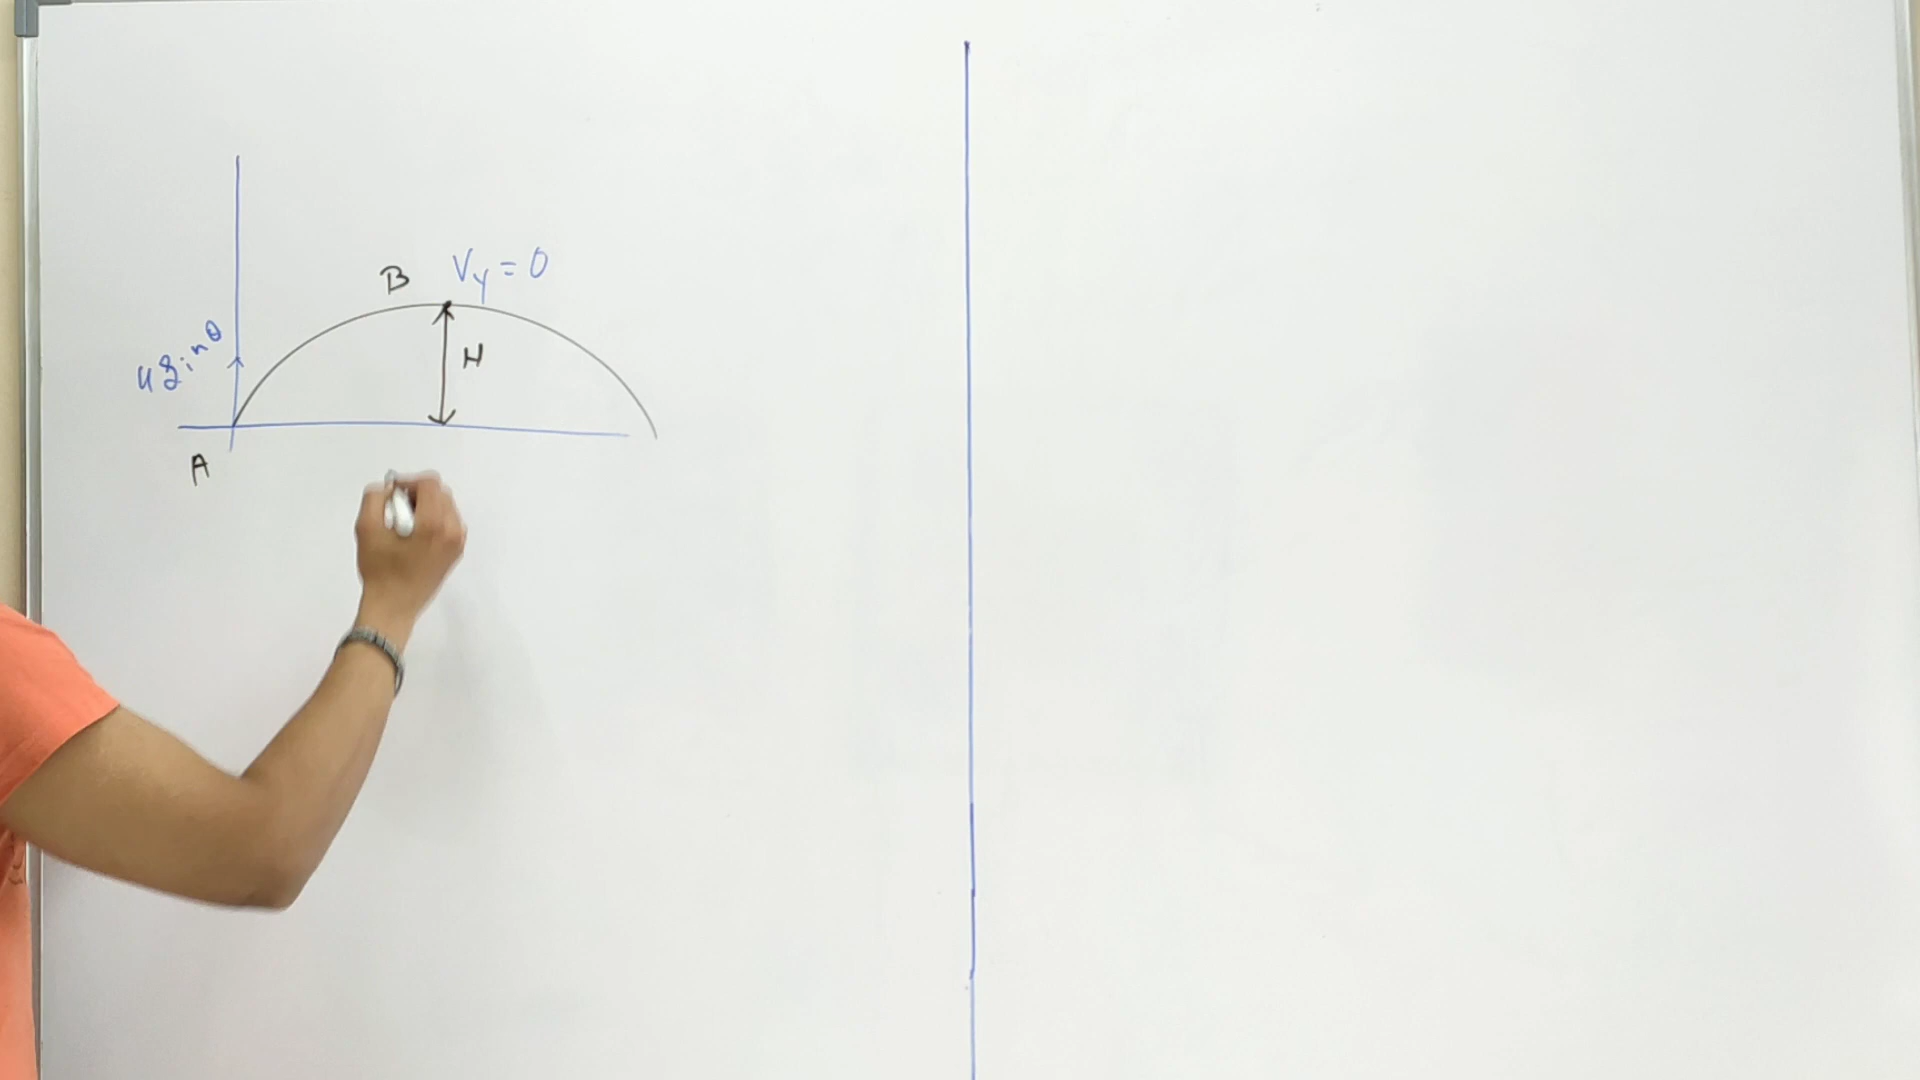 B Vy = 0
u sinθ
H
A